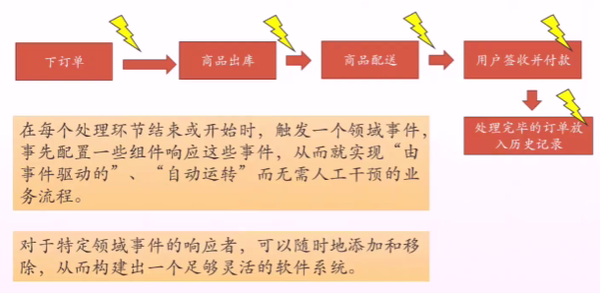 下订单
商品出库
商品配送
用户签收并付款
处理完毕的订单放
入历史记录
在每个处理环节结束或开始时，触发一个领域事件，
事先配置一些组件响应这些事件，从而就实现“由
事件驱动的”、“自动运转”而无需人工干预的业
务流程。
对于特定领域事件的响应者，可以随时地添加和移
除，从而构建出一个足够灵活的软件系统。